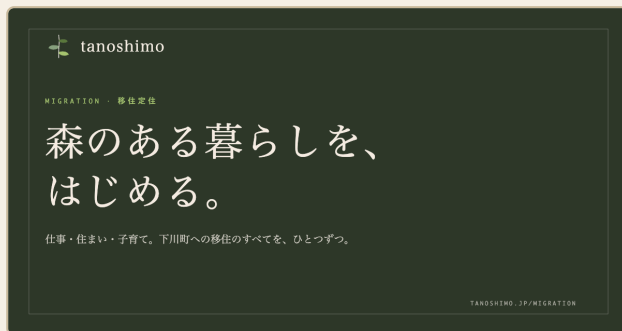 tanoshimo
MIGRATION · 移住定住
森のある暮らしを、
はじめる。
仕事・住まい・子育て。下川町への移住のすべてを、ひとつずつ。
TANOSHIMO.JP/MIGRATION